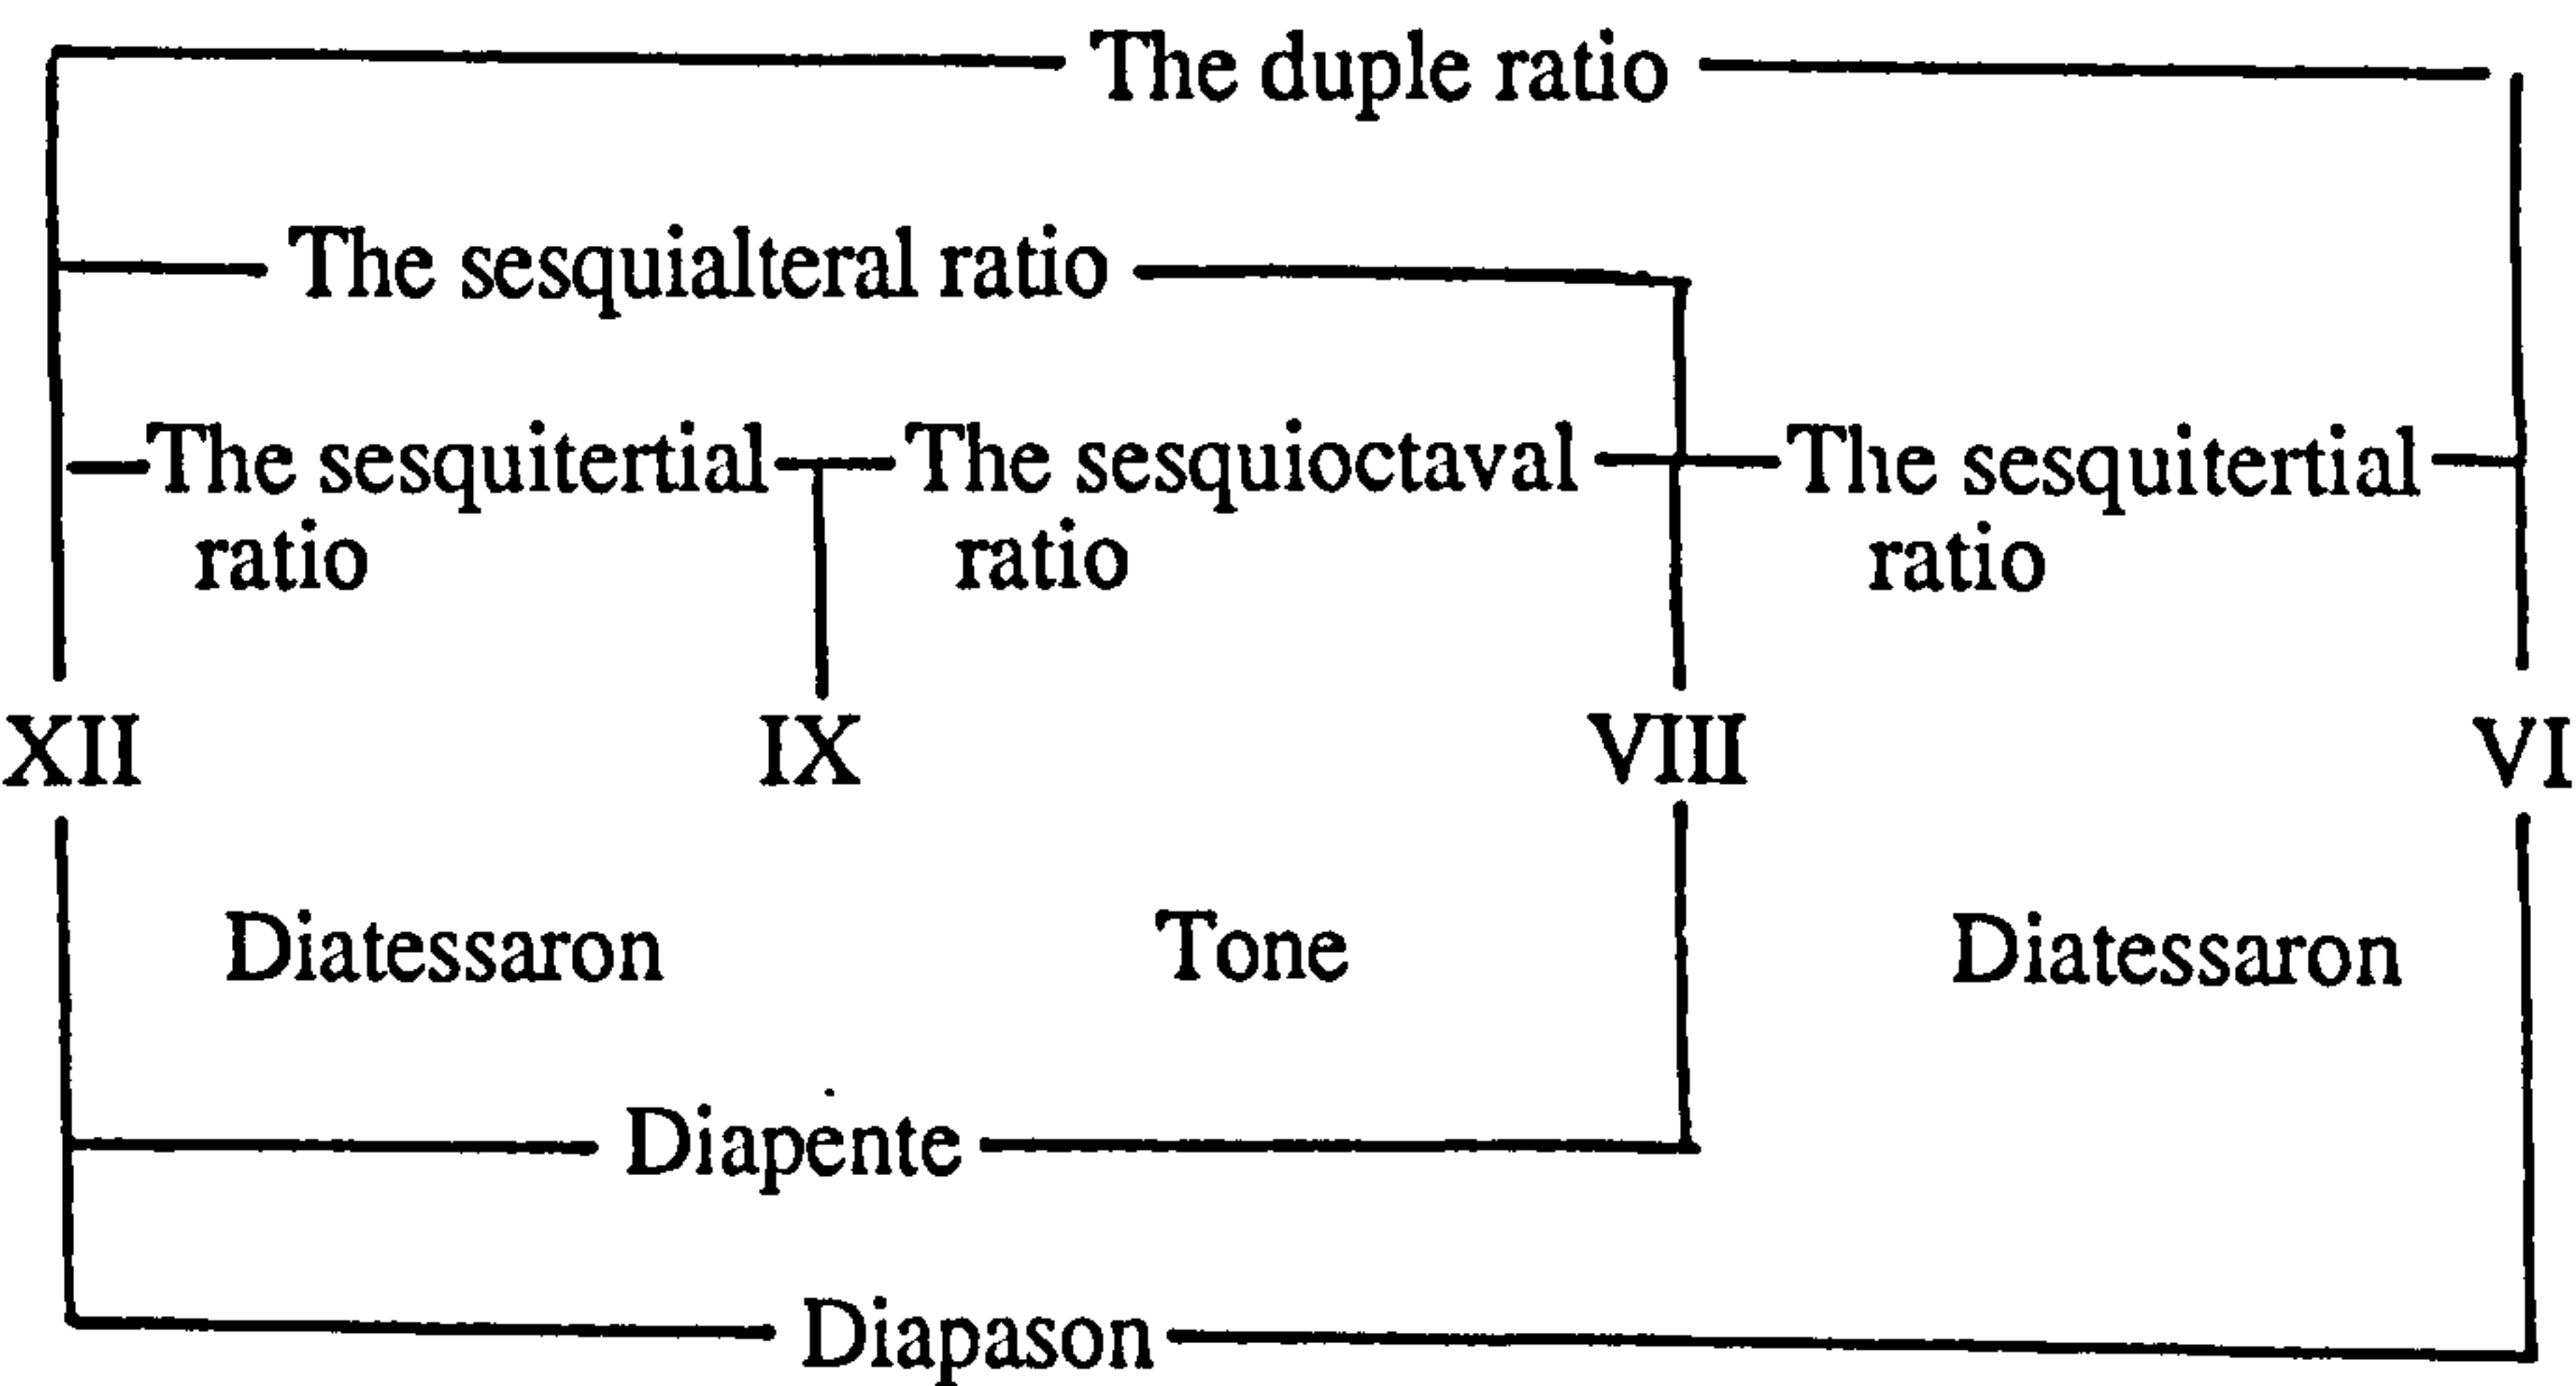 The duple ratio
The sesquialteral ratio
The sesquitertial The sesquioctaval The sesquitertial
ratio ratio ratio
XII IX VIII VI
Diatessaron Tone Diatessaron
Diapente
Diapason